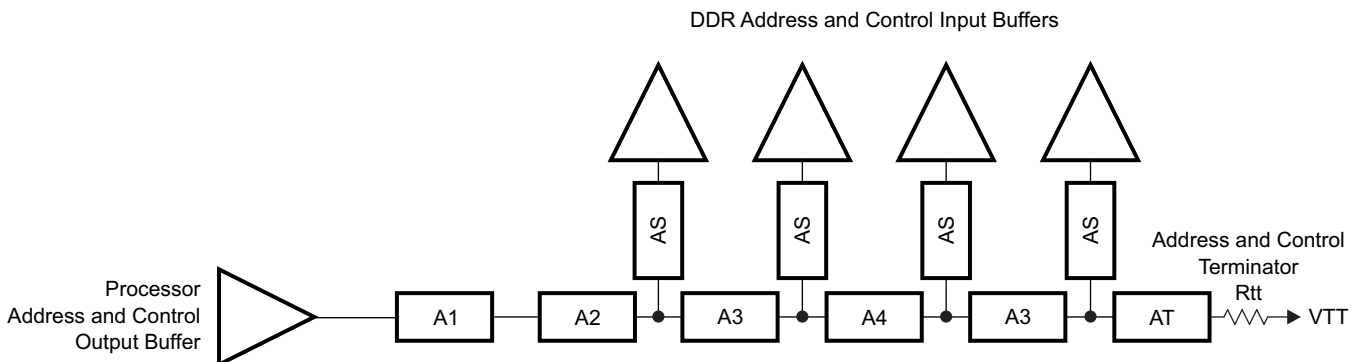 DDR Address and Control Input Buffers
AS
AS
AS
AS
Processor
Address and Control
Output Buffer
A1
A2
A3
A4
A3
AT
Address and Control
Terminator
Rtt
VTT